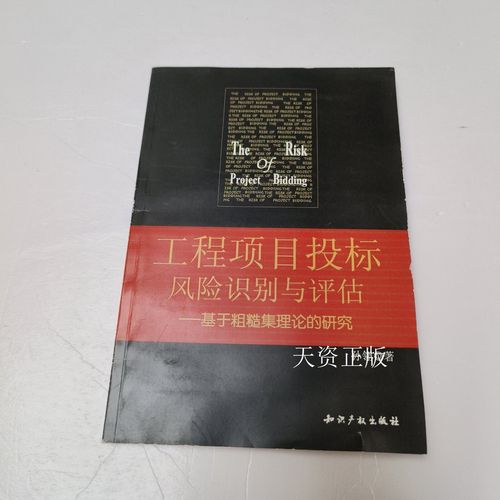 The Risk
Of
Project Bidding
工程项目投标
风险识别与评估
——基于粗糙集理论的研究
天资正版
著
知识产权出版社